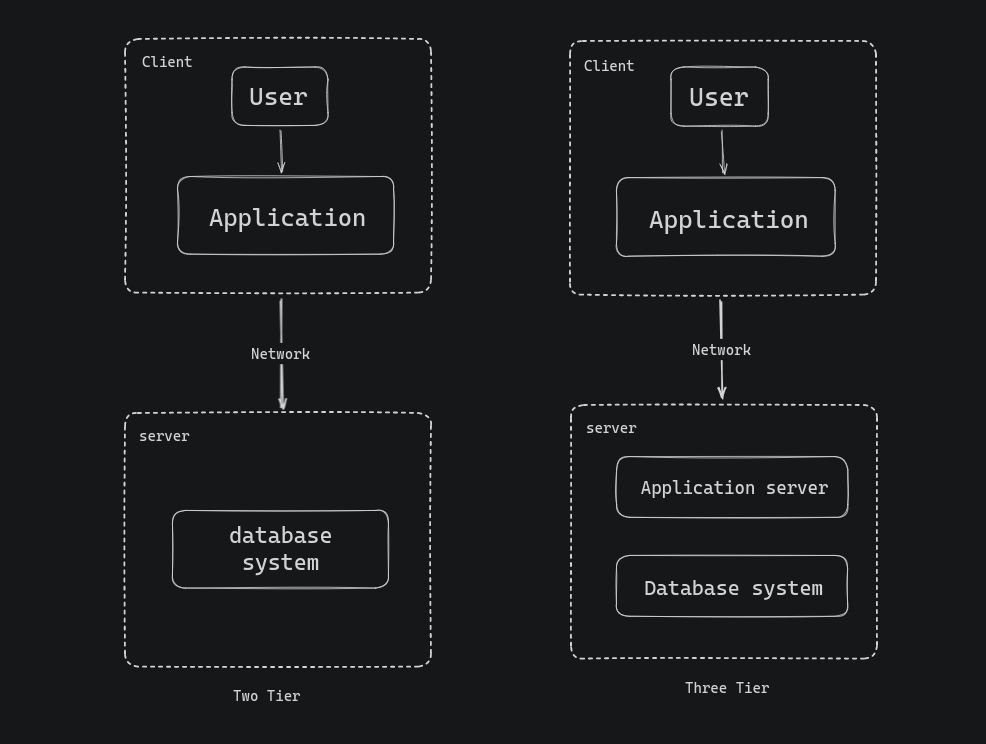 Client
User
Application
Network
server
database
system
Two Tier
Client
User
Application
Network
server
Application server
Database system
Three Tier